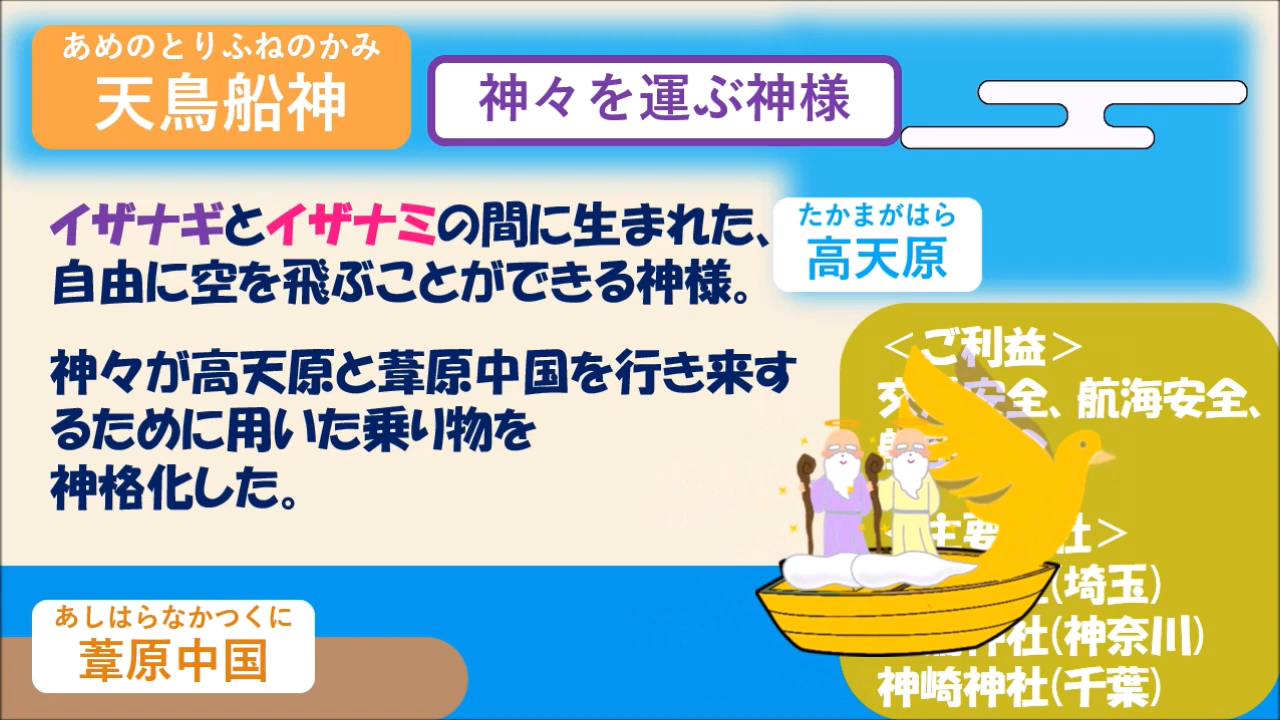 あめのとりふねのかみ
天鳥船神
神々を運ぶ神様
イザナギとイザナミの間に生まれた、
自由に空を飛ぶことができる神様。
たかまがはら
高天原
神々が高天原と葦原中国を行き来す
るために用いた乗り物を
神格化した。
＜ご利益＞
安全、航海安全、
＜主要 社＞
(埼玉)
神社(神奈川)
神崎神社(千葉)
あしはらなかつくに
葦原中国